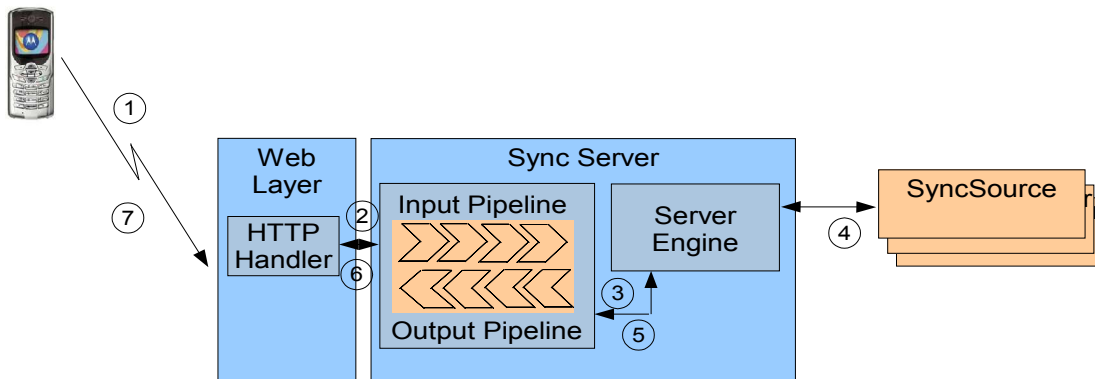 1
7
Web
Layer
HTTP
Handler
2
6
Sync Server
Input Pipeline
Output Pipeline
Server
Engine
3
5
4
SyncSource